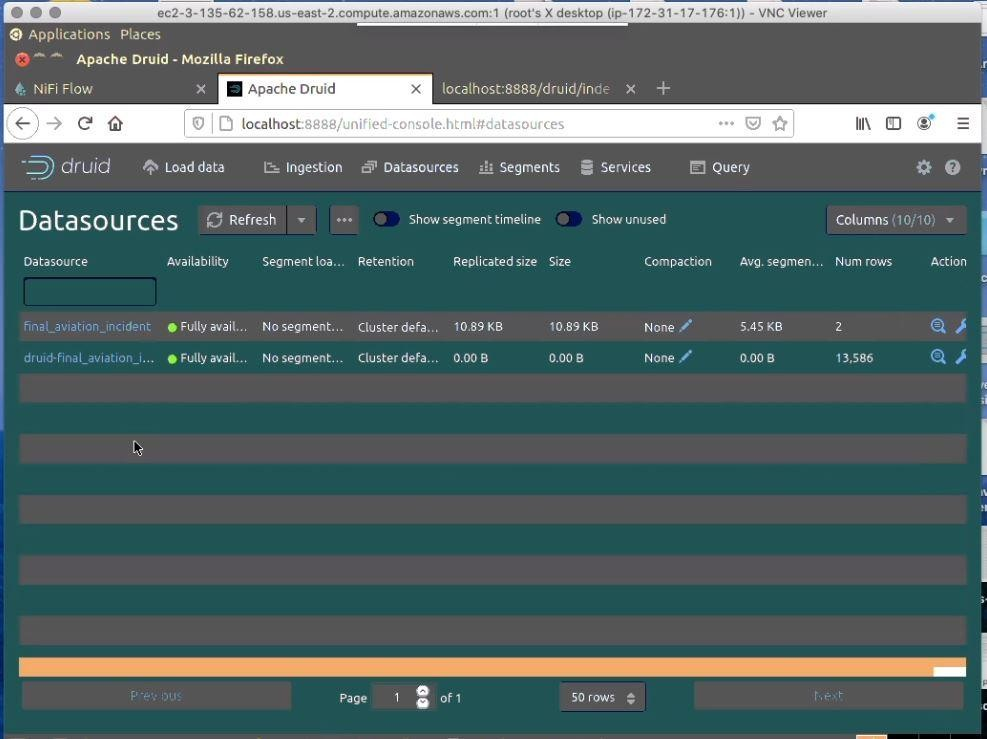 ec2-3-135-62-158.us-east-2.compute.amazonaws.com:1 (root's X desktop (ip-172-31-17-176:1)) - VNC Viewer
Applications Places
Apache Druid - Mozilla Firefox
NiFi Flow Apache Druid localhost:8888/druid/inde
localhost:8888/unified-console.html#datasources
druid Load data Ingestion Datasources Segments Services Query
Datasources Refresh Show segment timeline Show unused Columns (10/10)
Datasource Availability Segment loa... Retention Replicated size Size Compaction Avg. segmen... Num rows Action
final_aviation_incident Fully avail... No segment... Cluster defa... 10.89 KB 10.89 KB None 5.45 KB 2
druid-final_aviation_i... Fully avail... No segment... Cluster defa... 0.00 B 0.00 B None 0.00 B 13,586
Previous Page 1 of 1 50 rows Next